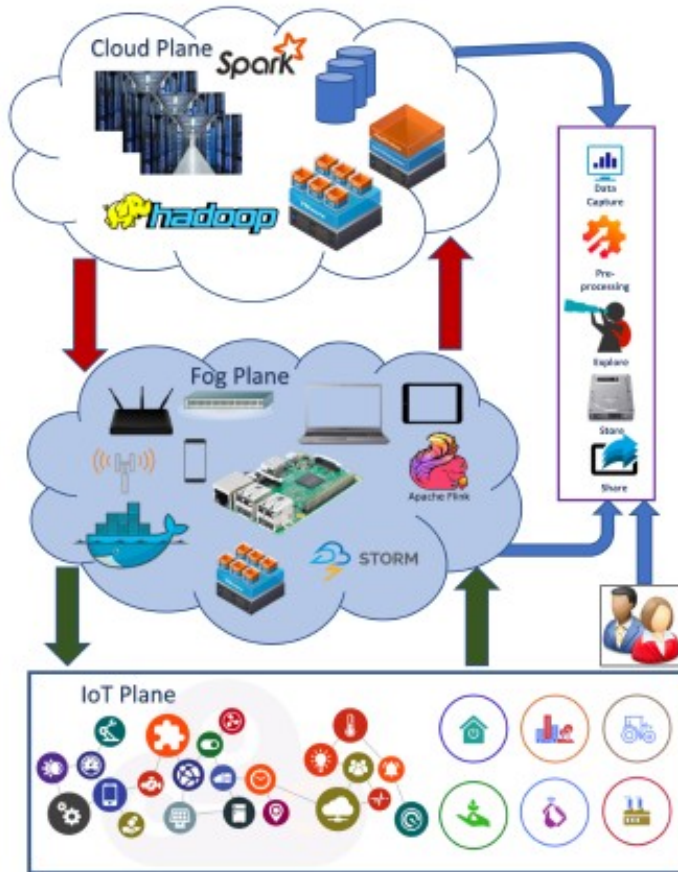 Cloud Plane
Spark
hadoop
Data
Capture
Pre-
processing
Explore
Store
Share
Fog Plane
Apache Flink
STORM
IoT Plane